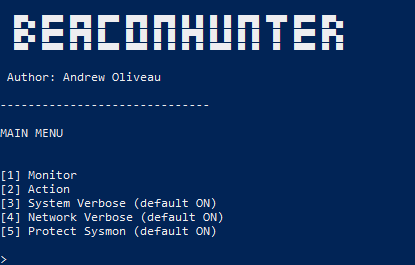 BEACONHUNTER
Author: Andrew Oliveau
------------------------------
MAIN MENU
[1] Monitor
[2] Action
[3] System Verbose (default ON)
[4] Network Verbose (default ON)
[5] Protect Sysmon (default ON)
>